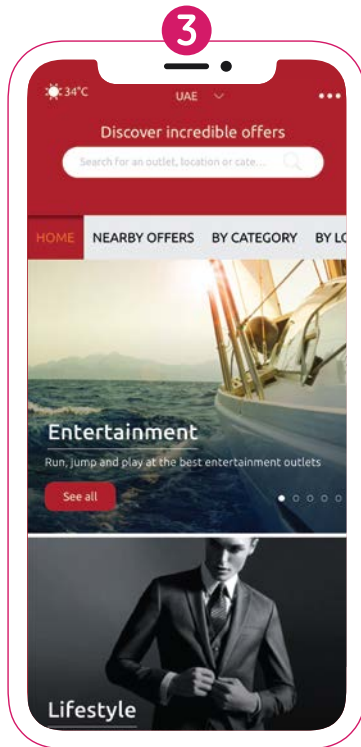 3
34°C
UAE
Discover incredible offers
Search for an outlet, location or cate...
HOME NEARBY OFFERS BY CATEGORY BY LO
Entertainment
Run, jump and play at the best entertainment outlets
See all
Lifestyle